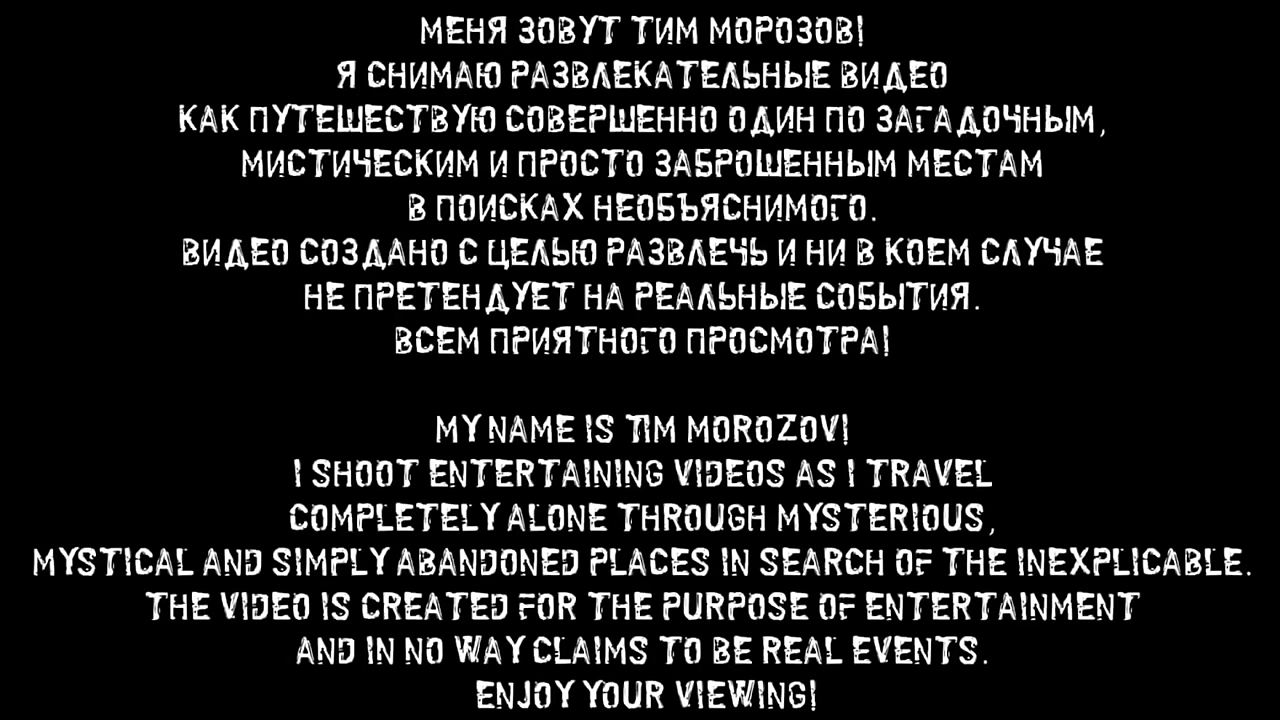 МЕНЯ ЗОВУТ ТИМ МОРОЗОВ!
Я СНИМАЮ РАЗВЛЕКАТЕЛЬНЫЕ ВИДЕО
КАК ПУТЕШЕСТВУЮ СОВЕРШЕННО ОДИН ПО ЗАГАДОЧНЫМ,
МИСТИЧЕСКИМ И ПРОСТО ЗАБРОШЕННЫМ МЕСТАМ
В ПОИСКАХ НЕОБЪЯСНИМОГО.
ВИДЕО СОЗДАНО С ЦЕЛЬЮ РАЗВЛЕЧЬ И НИ В КОЕМ СЛУЧАЕ
НЕ ПРЕТЕНДУЕТ НА РЕАЛЬНЫЕ СОБЫТИЯ.
ВСЕМ ПРИЯТНОГО ПРОСМОТРА!
MY NAME IS TIM MOROZOV!
I SHOOT ENTERTAINING VIDEOS AS I TRAVEL
COMPLETELY ALONE THROUGH MYSTERIOUS,
MYSTICAL AND SIMPLY ABANDONED PLACES IN SEARCH OF THE INEXPLICABLE.
THE VIDEO IS CREATED FOR THE PURPOSE OF ENTERTAINMENT
AND IN NO WAY CLAIMS TO BE REAL EVENTS.
ENJOY YOUR VIEWING!